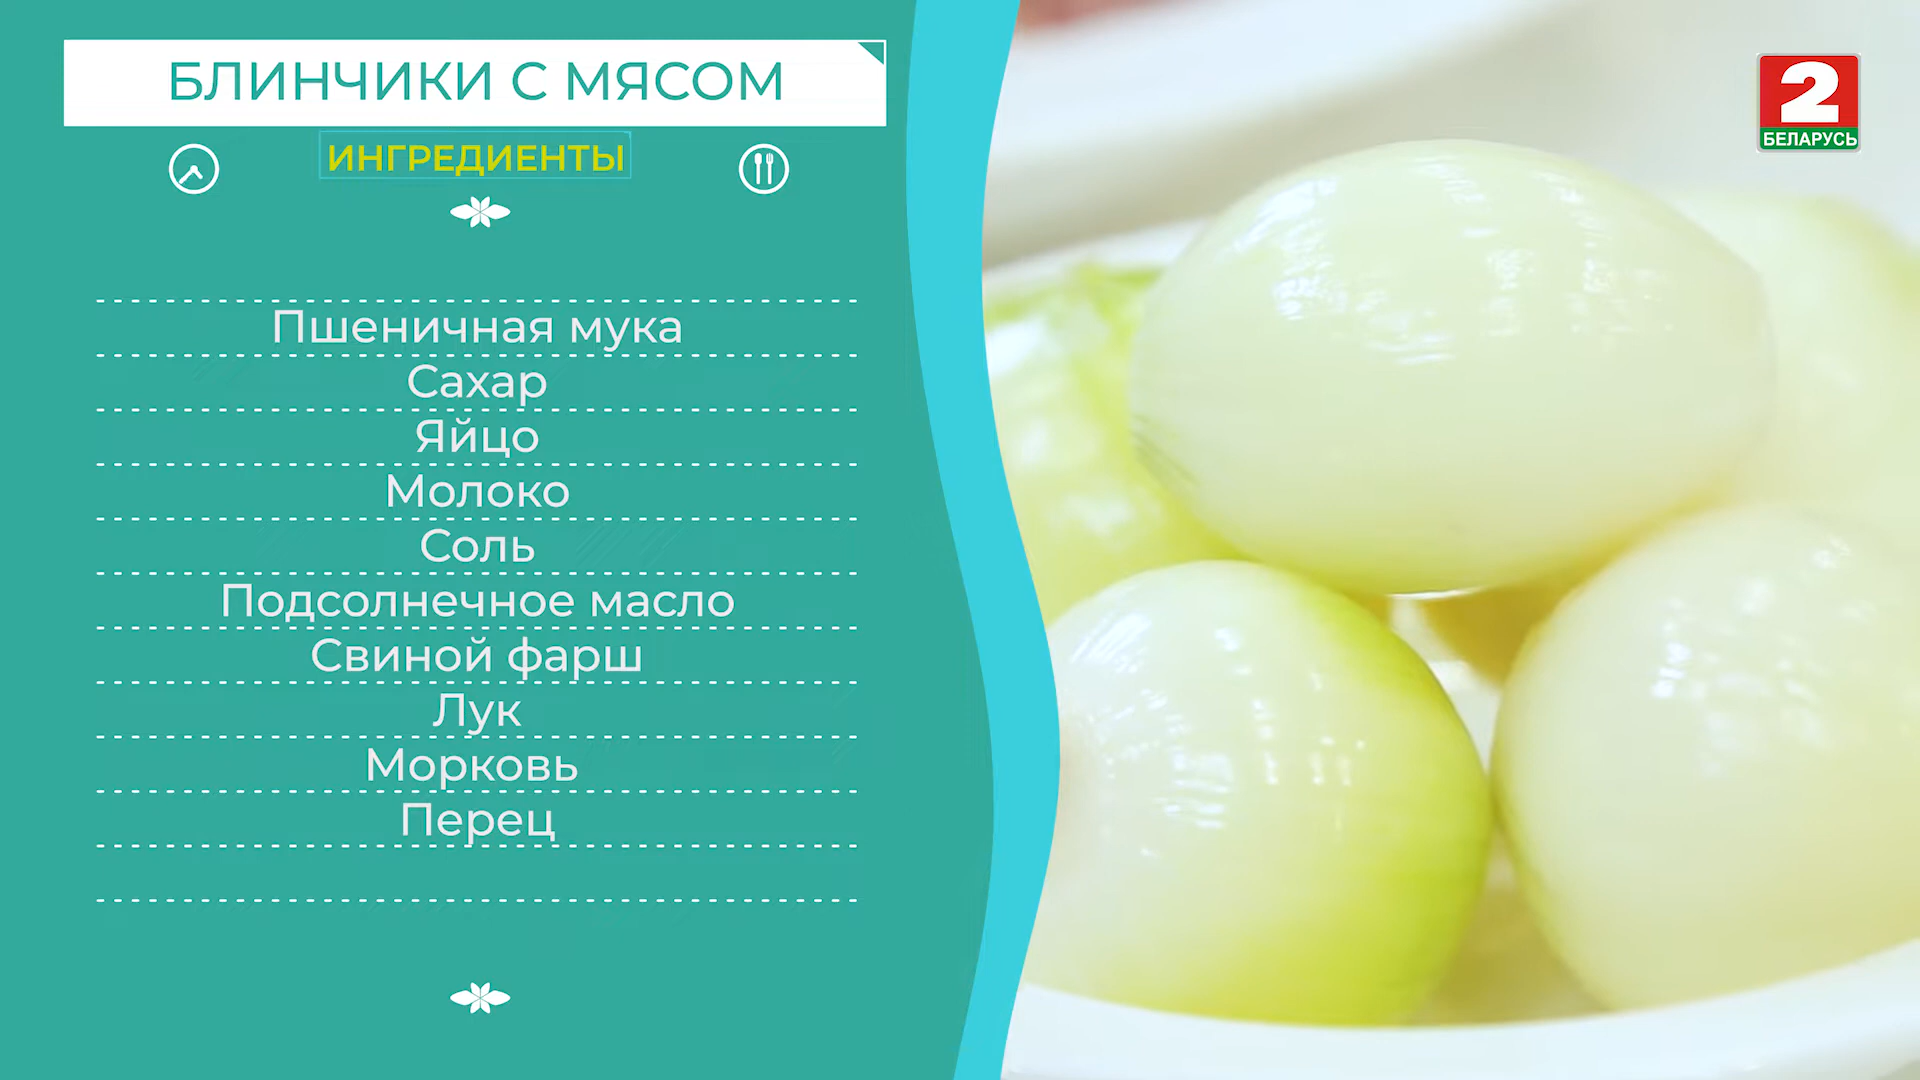 БЛИНЧИКИ С МЯСОМ
ИНГРЕДИЕНТЫ
2
БЕЛАРУСЬ
Пшеничная мука
Сахар
Яйцо
Молоко
Соль
Подсолнечное масло
Свиной фарш
Лук
Морковь
Перец